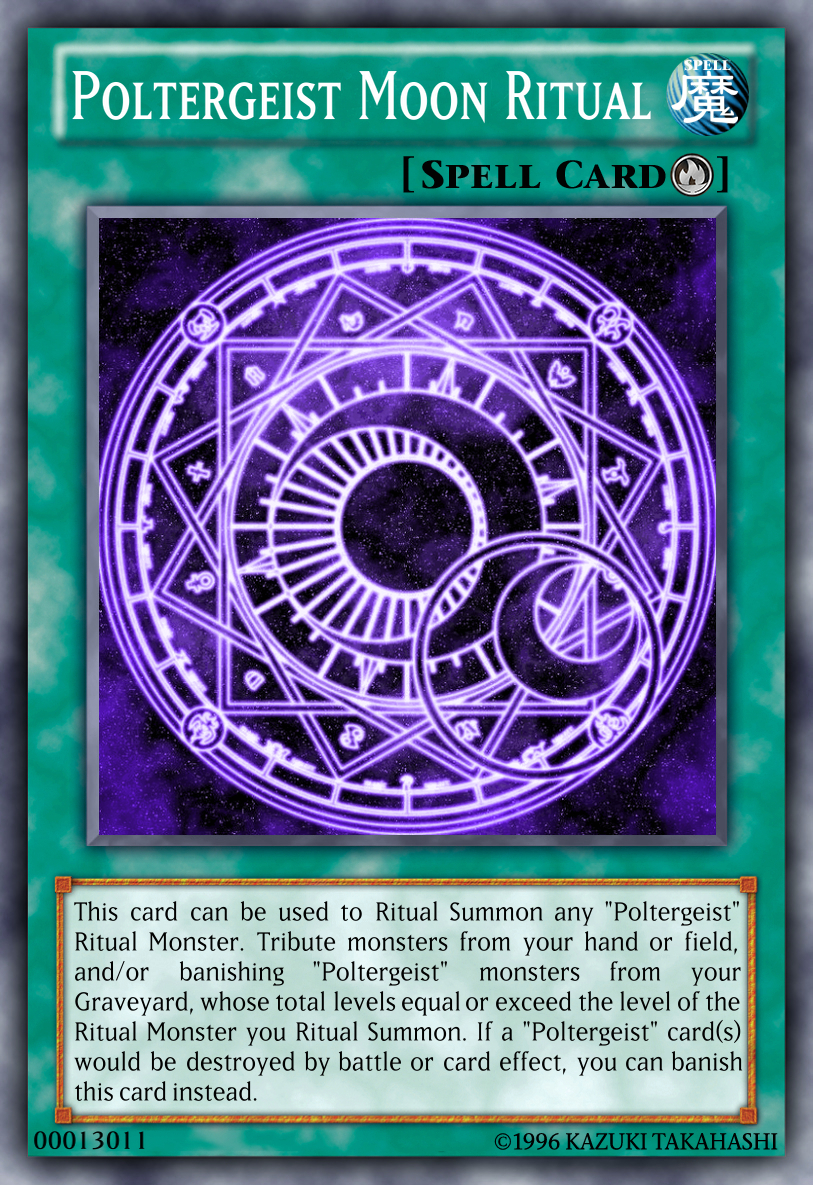 Poltergeist Moon Ritual
SPELL
魔
[Spell Card]
This card can be used to Ritual Summon any "Poltergeist"
Ritual Monster. Tribute monsters from your hand or field,
and/or banishing "Poltergeist" monsters from your
Graveyard, whose total levels equal or exceed the level of the
Ritual Monster you Ritual Summon. If a "Poltergeist" card(s)
would be destroyed by battle or card effect, you can banish
this card instead.
00013011
©1996 KAZUKI TAKAHASHI